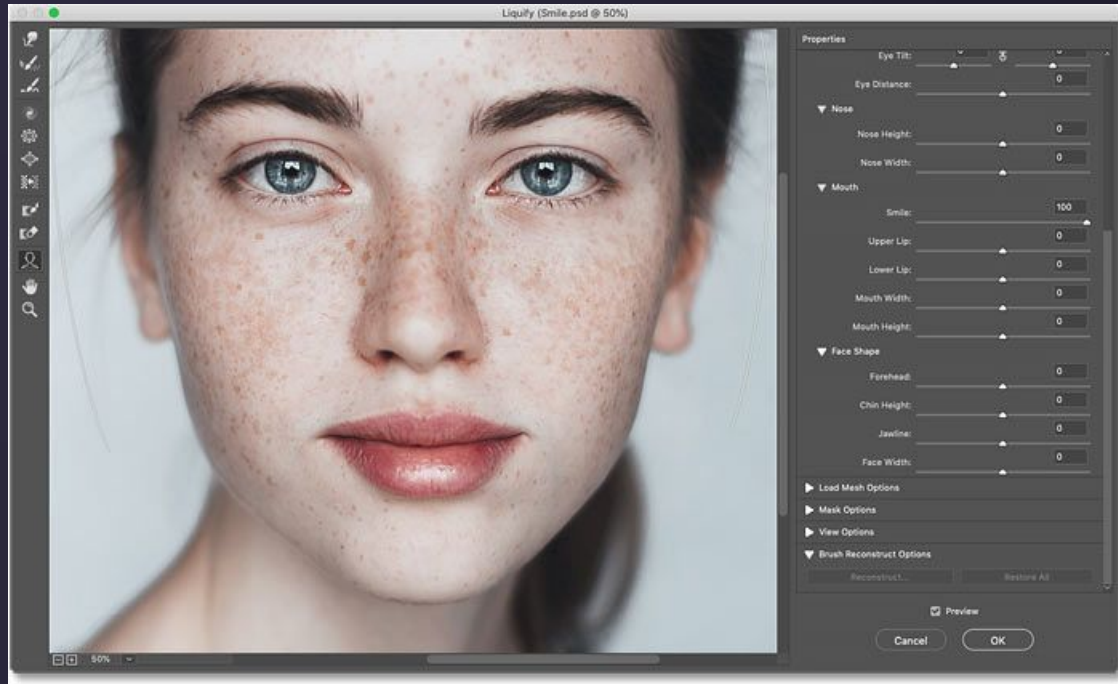 Liquify (Smile.psd @ 50%)
Properties
Eye Tilt:
Eye Distance: 0
Nose
Nose Height: 0
Nose Width: 0
Mouth
Smile: 100
Upper Lip: 0
Lower Lip: 0
Mouth Width: 0
Mouth Height: 0
Face Shape
Forehead: 0
Chin Height: 0
Jawline: 0
Face Width: 0
Load Mesh Options
Mask Options
View Options
Brush Reconstruct Options
Reconstruct... Restore All
Preview
Cancel OK
50%